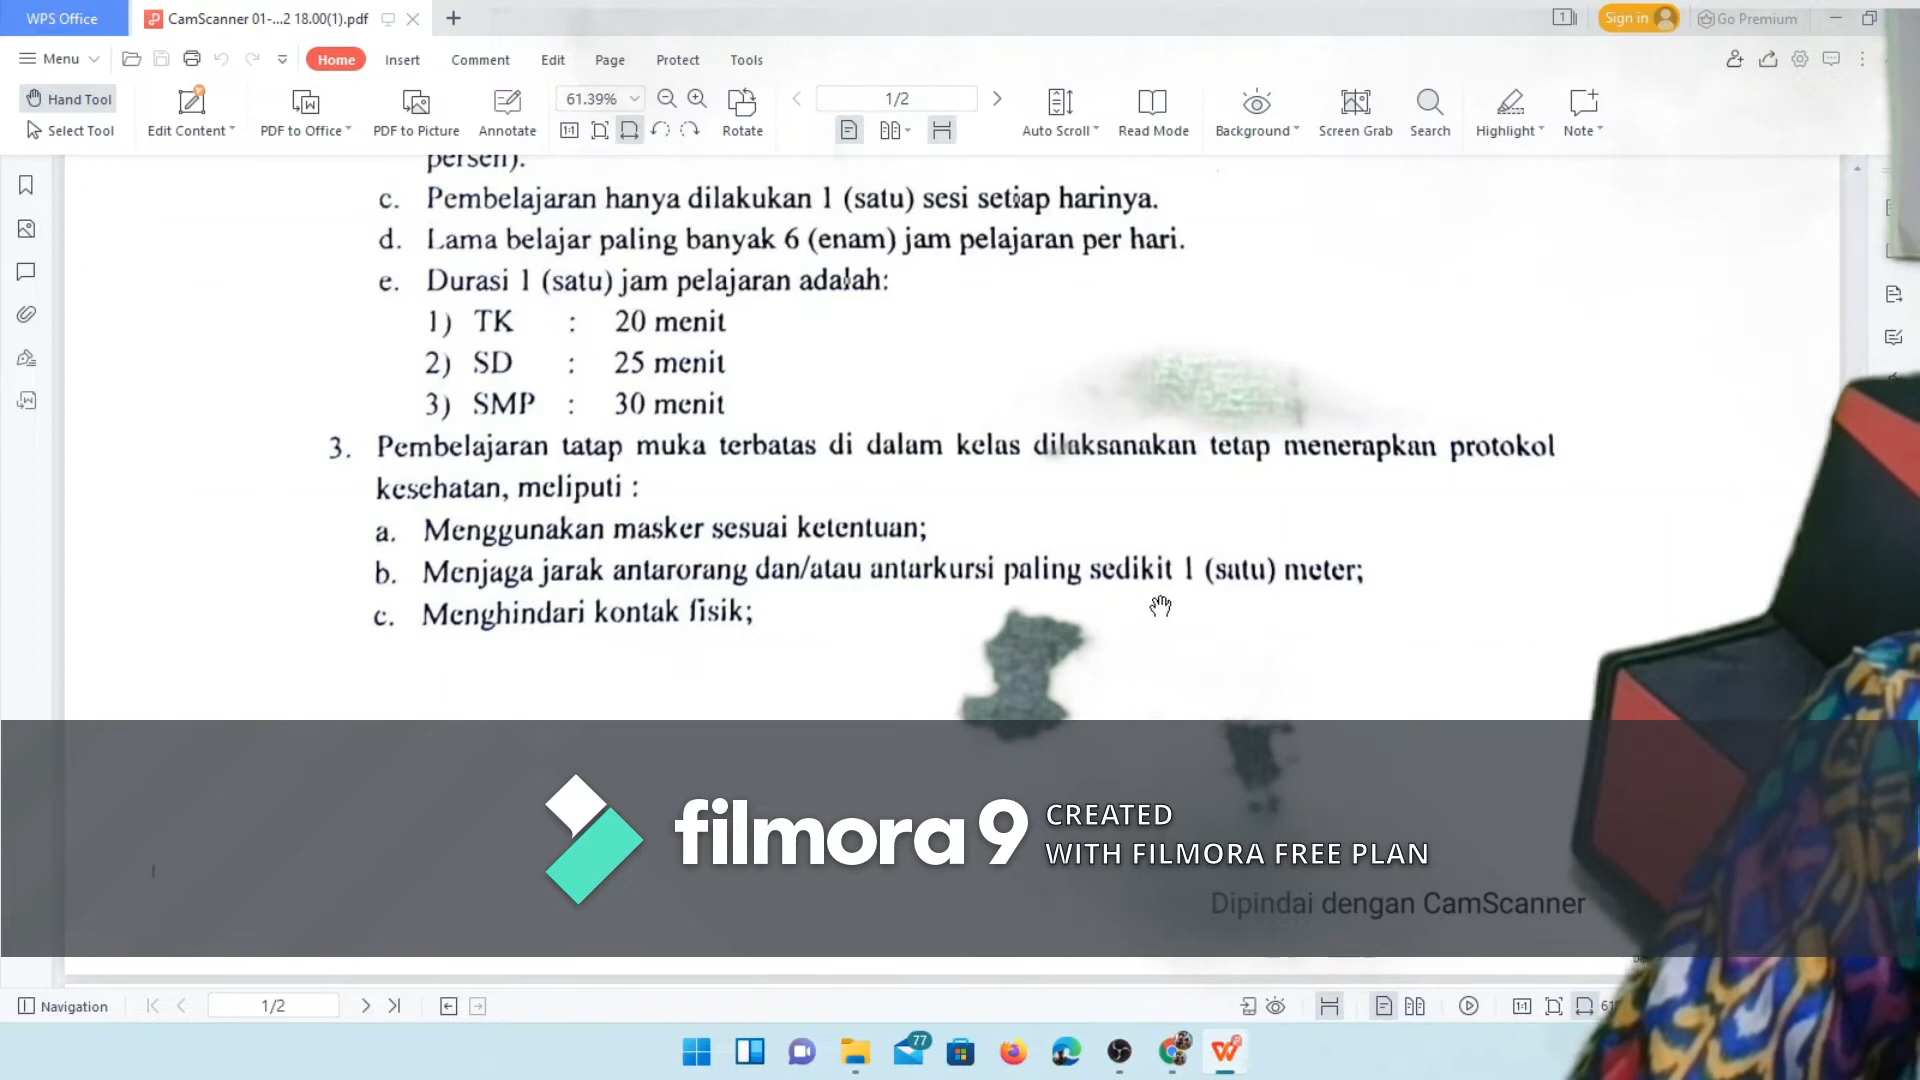 WPS Office
CamScanner 01-...2 18.00(1).pdf
1
Sign in
Go Premium
Menu
Home
Insert
Comment
Edit
Page
Protect
Tools
Hand Tool
Select Tool
Edit Content
PDF to Office
PDF to Picture
Annotate
61.39%
Rotate
1/2
Auto Scroll
Read Mode
Background
Screen Grab
Search
Highlight
Note
persen).
c. Pembelajaran hanya dilakukan 1 (satu) sesi setiap harinya.
d. Lama belajar paling banyak 6 (enam) jam pelajaran per hari.
e. Durasi 1 (satu) jam pelajaran adalah:
1) TK : 20 menit
2) SD : 25 menit
3) SMP : 30 menit
3. Pembelajaran tatap muka terbatas di dalam kelas dilaksanakan tetap menerapkan protokol
kesehatan, meliputi :
a. Menggunakan masker sesuai ketentuan;
b. Menjaga jarak antarorang dan/atau antarkursi paling sedikit 1 (satu) meter;
c. Menghindari kontak fisik;
filmora9
CREATED
WITH FILMORA FREE PLAN
Dipindai dengan CamScanner
Navigation
1/2
77